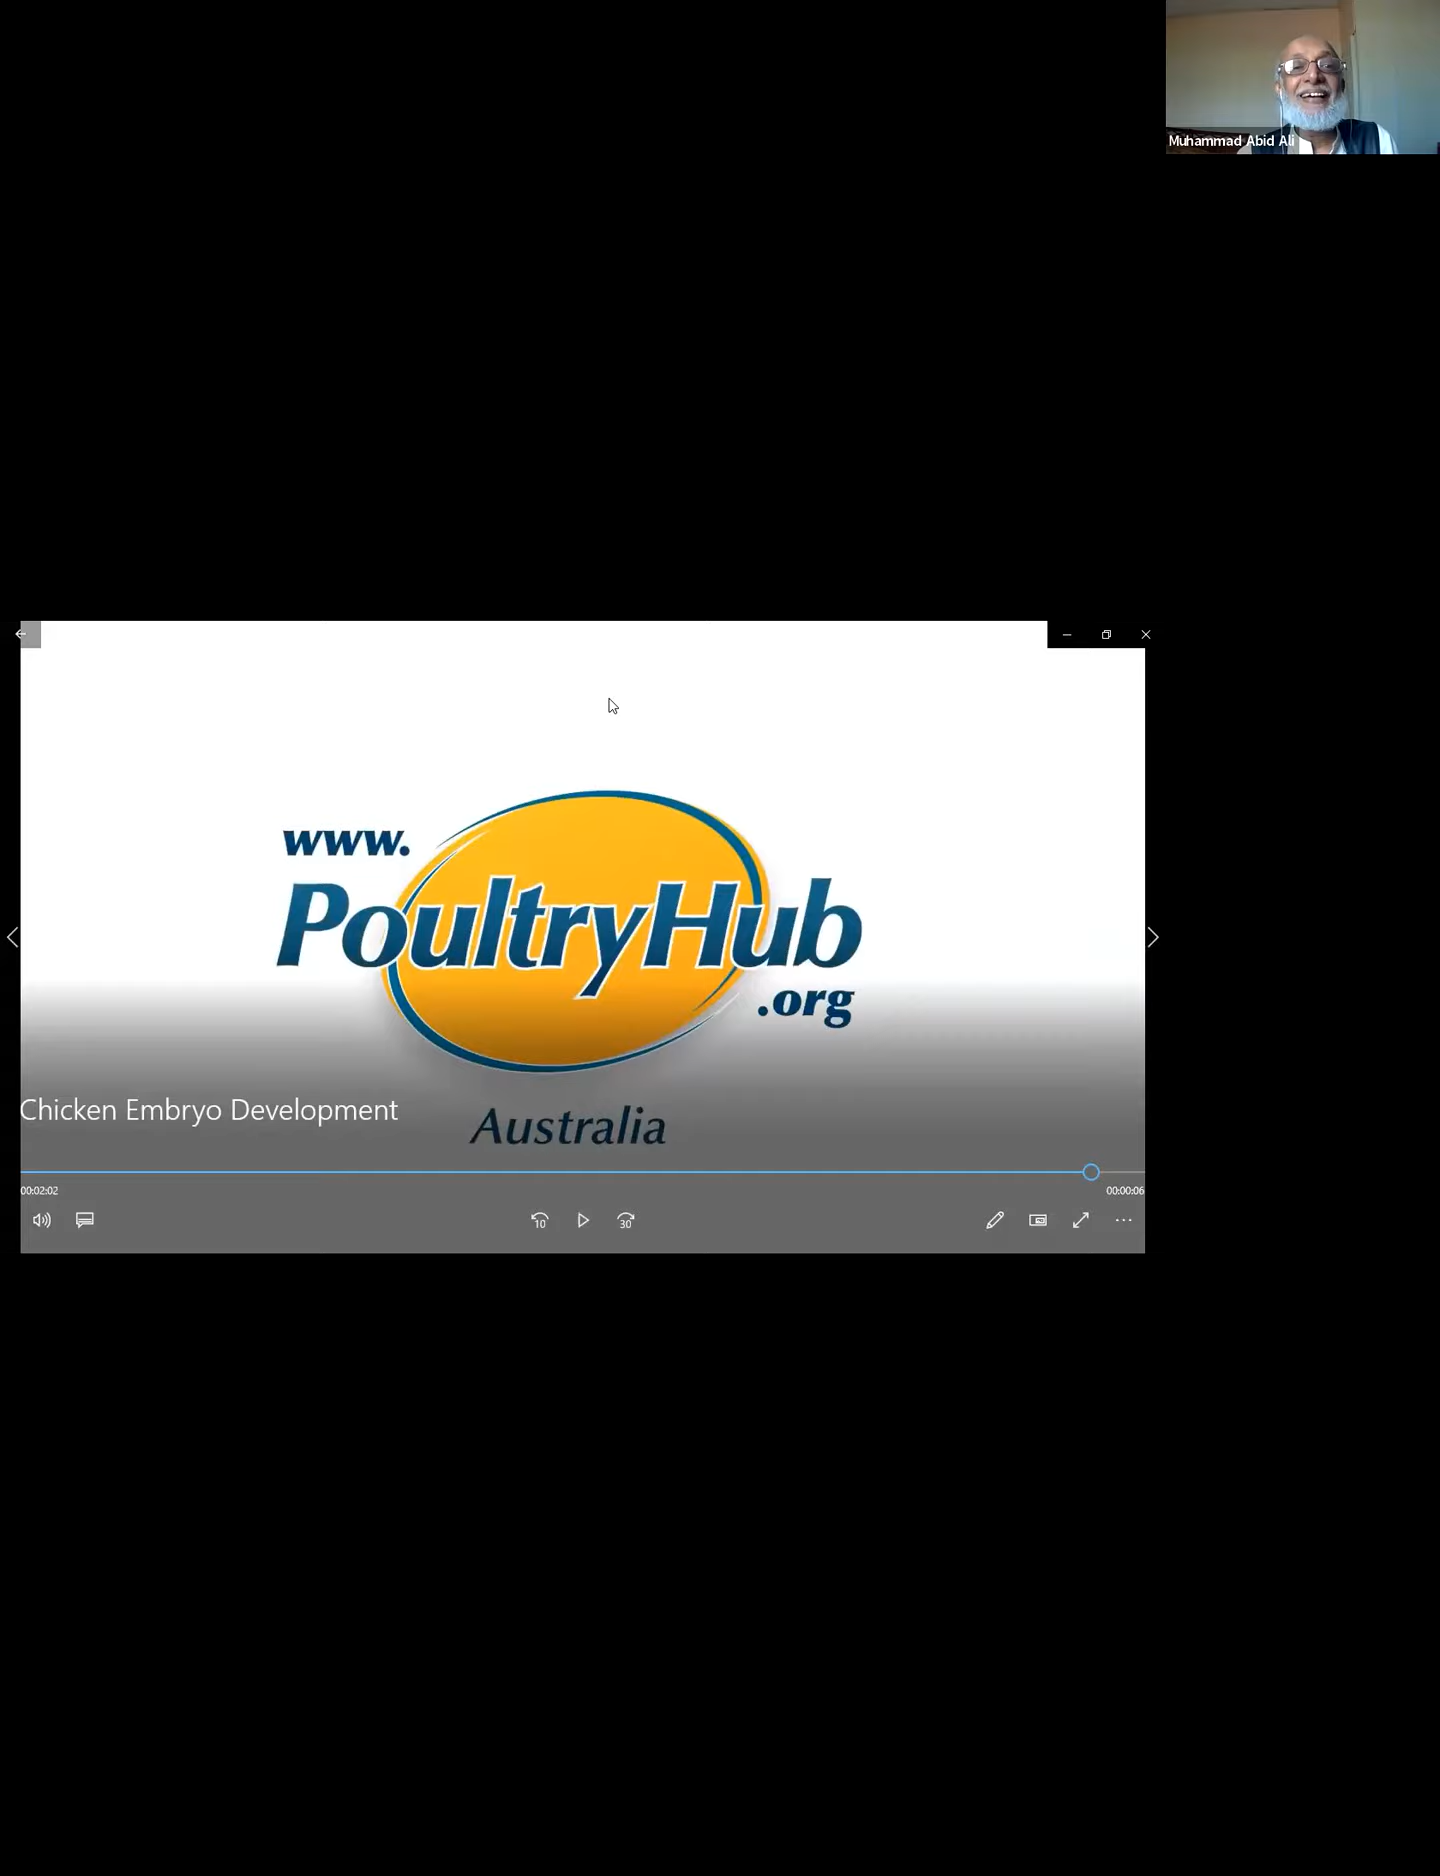 Muhammad Abid Ali
www.
PoultryHub
.org
Chicken Embryo Development
Australia
00:02:02
00:00:06
10
30